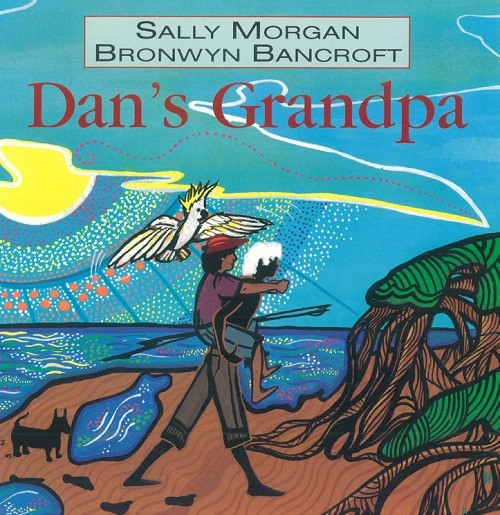 SALLY MORGAN
BRONWYN BANCROFT
Dan's Grandpa